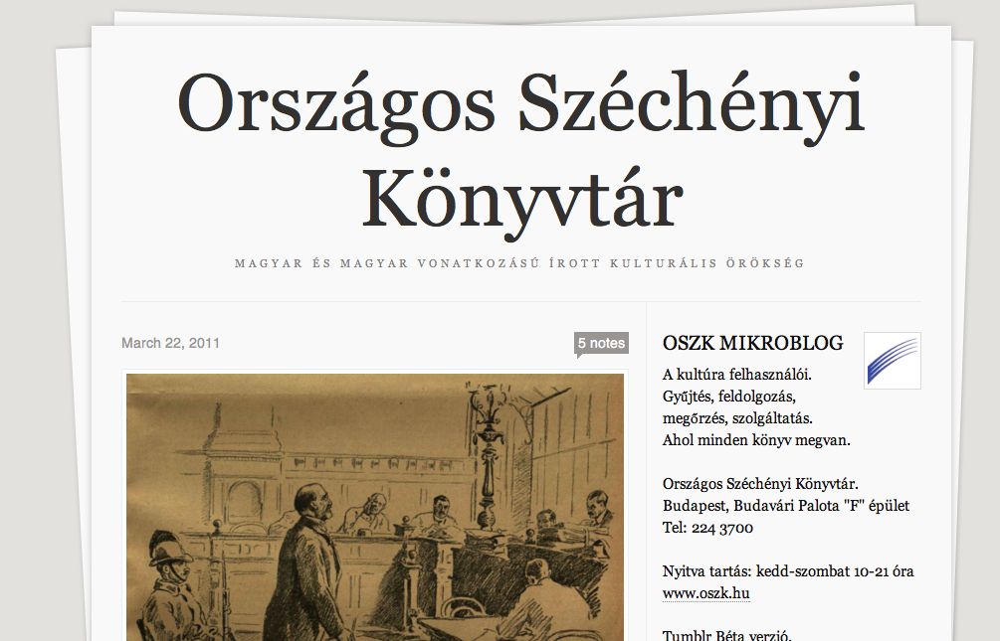 Országos Széchényi
Könyvtár
MAGYAR ÉS MAGYAR VONATKOZÁSÚ ÍROTT KULTURÁLIS ÖRÖKSÉG
March 22, 2011
5 notes
OSZK MIKROBLOG
A kultúra felhasználói.
Gyűjtés, feldolgozás,
megőrzés, szolgáltatás.
Ahol minden könyv megvan.
Országos Széchényi Könyvtár.
Budapest, Budavári Palota "F" épület
Tel: 224 3700
Nyitva tartás: kedd-szombat 10-21 óra
www.oszk.hu
Tumblr Béta verzió.